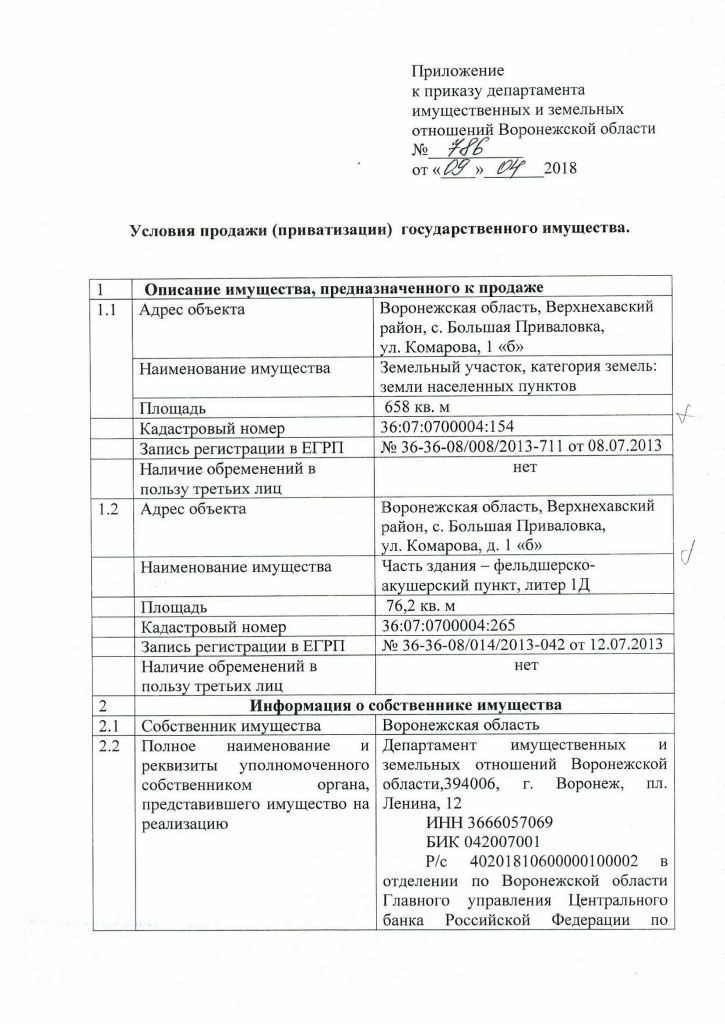 Приложение
к приказу департамента
имущественных и земельных
отношений Воронежской области
№ 786
от «09» 04 2018
Условия продажи (приватизации) государственного имущества.
1 Описание имущества, предназначенного к продаже
1.1 Адрес объекта Воронежская область, Верхнехавский
район, с. Большая Приваловка,
ул. Комарова, 1 «б»
Наименование имущества Земельный участок, категория земель:
земли населенных пунктов
Площадь 658 кв. м
Кадастровый номер 36:07:0700004:154
Запись регистрации в ЕГРП № 36-36-08/008/2013-711 от 08.07.2013
Наличие обременений в нет
пользу третьих лиц
1.2 Адрес объекта Воронежская область, Верхнехавский
район, с. Большая Приваловка,
ул. Комарова, д. 1 «б»
Наименование имущества Часть здания – фельдшерско-
акушерский пункт, литер 1Д
Площадь 76,2 кв. м
Кадастровый номер 36:07:0700004:265
Запись регистрации в ЕГРП № 36-36-08/014/2013-042 от 12.07.2013
Наличие обременений в нет
пользу третьих лиц
2 Информация о собственнике имущества
2.1 Собственник имущества Воронежская область
2.2 Полное наименование и Департамент имущественных и
реквизиты уполномоченного земельных отношений Воронежской
собственником органа, области,394006, г. Воронеж, пл.
представившего имущество на Ленина, 12
реализацию ИНН 3666057069
БИК 042007001
Р/с 40201810600000100002 в
отделении по Воронежской области
Главного управления Центрального
банка Российской Федерации по